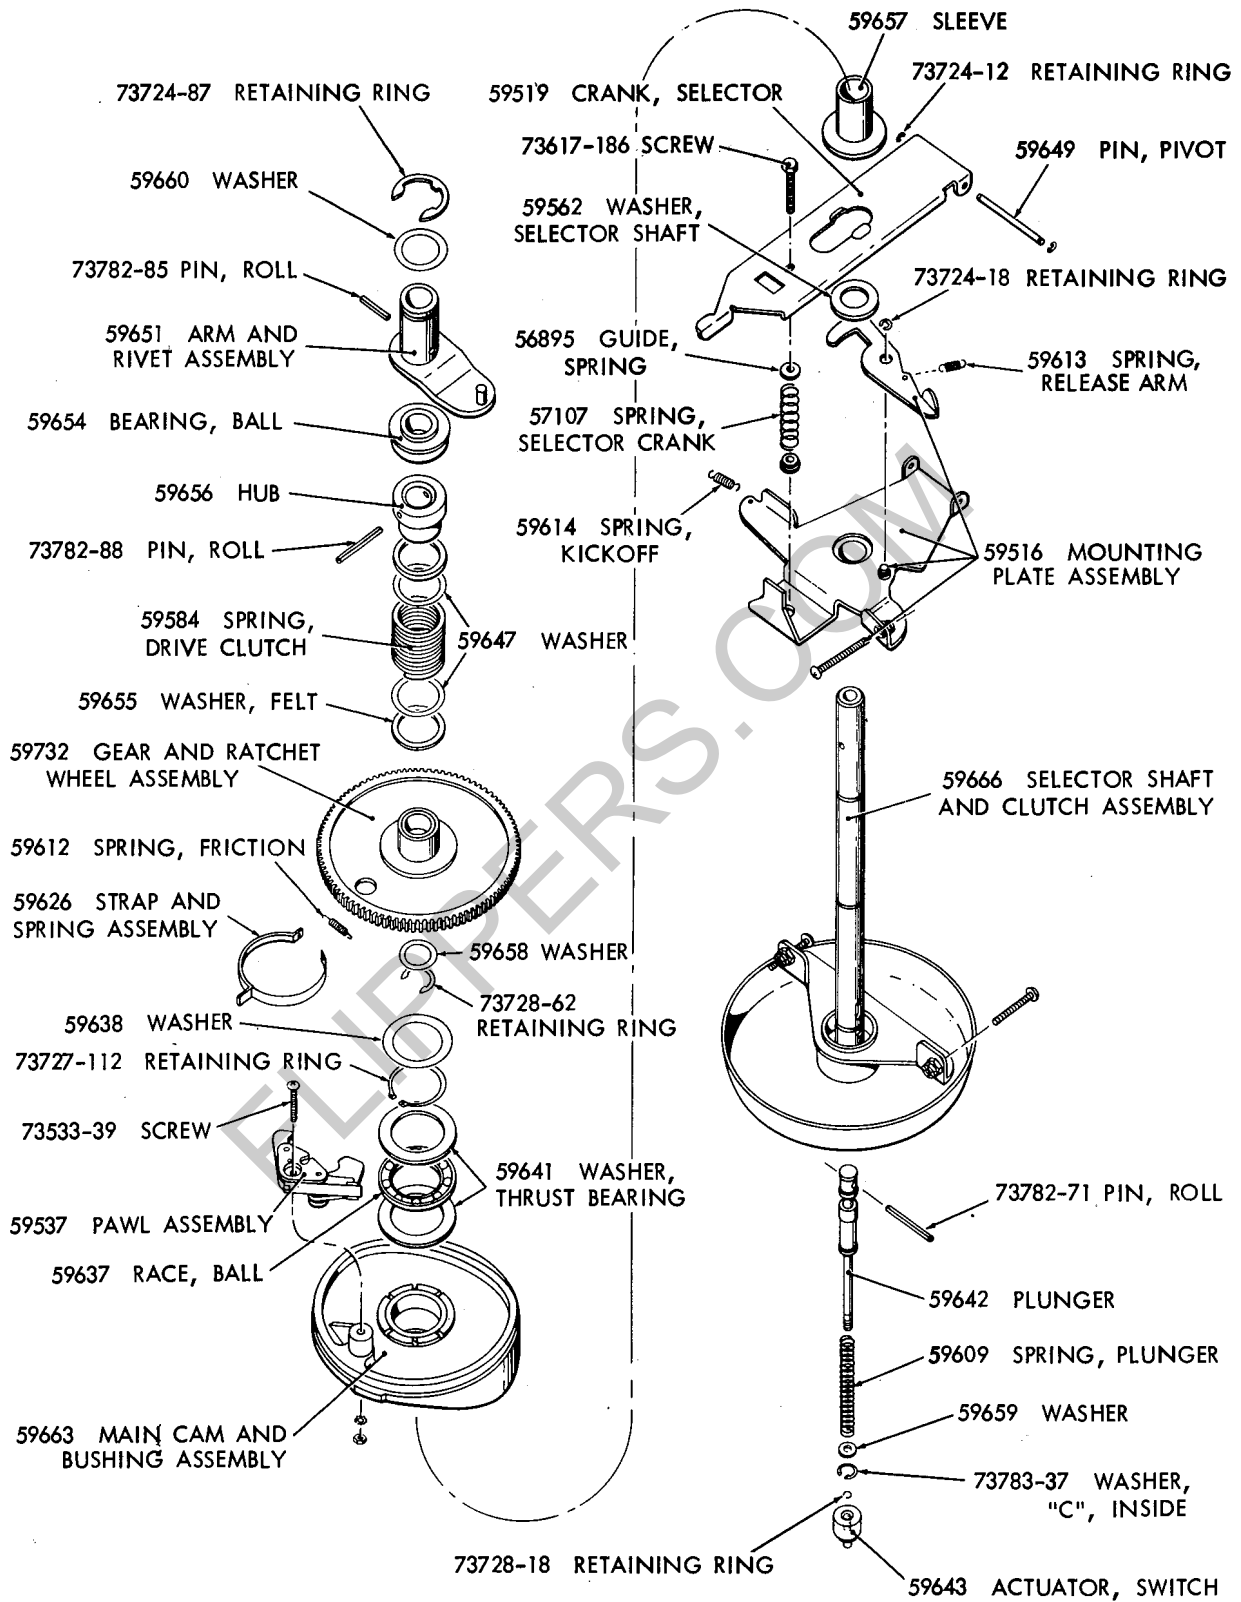 59657 SLEEVE
73724-12 RETAINING RING
73724-87 RETAINING RING
59519 CRANK, SELECTOR
73617-186 SCREW
59649 PIN, PIVOT
59660 WASHER
59562 WASHER,
SELECTOR SHAFT
73782-85 PIN, ROLL
73724-18 RETAINING RING
59651 ARM AND
RIVET ASSEMBLY
56895 GUIDE,
SPRING
59613 SPRING,
RELEASE ARM
59654 BEARING, BALL
57107 SPRING,
SELECTOR CRANK
59656 HUB
59614 SPRING,
KICKOFF
73782-88 PIN, ROLL
59516 MOUNTING
PLATE ASSEMBLY
59584 SPRING,
DRIVE CLUTCH
59647 WASHER
59655 WASHER, FELT
59732 GEAR AND RATCHET
WHEEL ASSEMBLY
59666 SELECTOR SHAFT
AND CLUTCH ASSEMBLY
59612 SPRING, FRICTION
59626 STRAP AND
SPRING ASSEMBLY
59658 WASHER
73728-62
RETAINING RING
59638 WASHER
73727-112 RETAINING RING
73533-39 SCREW
59641 WASHER,
THRUST BEARING
73782-71 PIN, ROLL
59537 PAWL ASSEMBLY
59637 RACE, BALL
59642 PLUNGER
59609 SPRING, PLUNGER
59659 WASHER
59663 MAIN CAM AND
BUSHING ASSEMBLY
73783-37 WASHER,
"C", INSIDE
73728-18 RETAINING RING
59643 ACTUATOR, SWITCH
FLIPPERS.COM